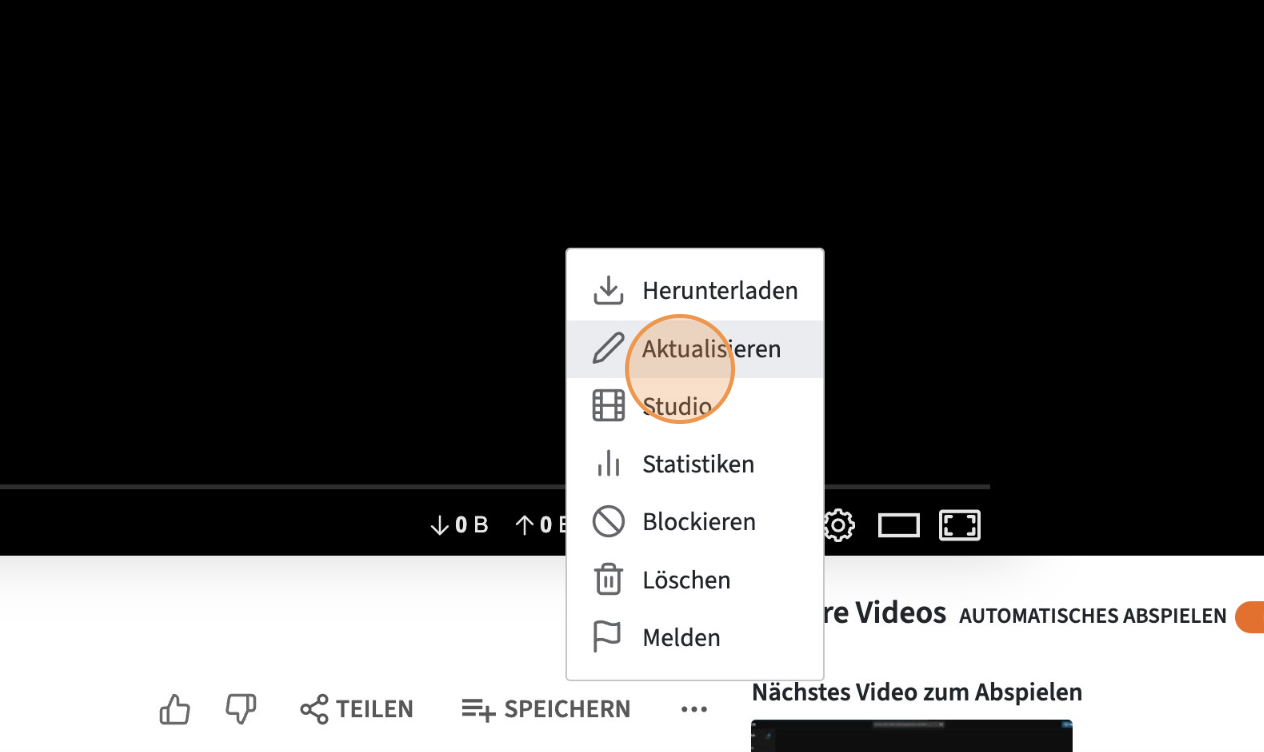 Herunterladen
Aktualisieren
Studio
Statistiken
Blockieren
Löschen
Melden
0 B
0 B
re Videos
AUTOMATISCHES ABSPIELEN
TEILEN
SPEICHERN
Nächstes Video zum Abspielen